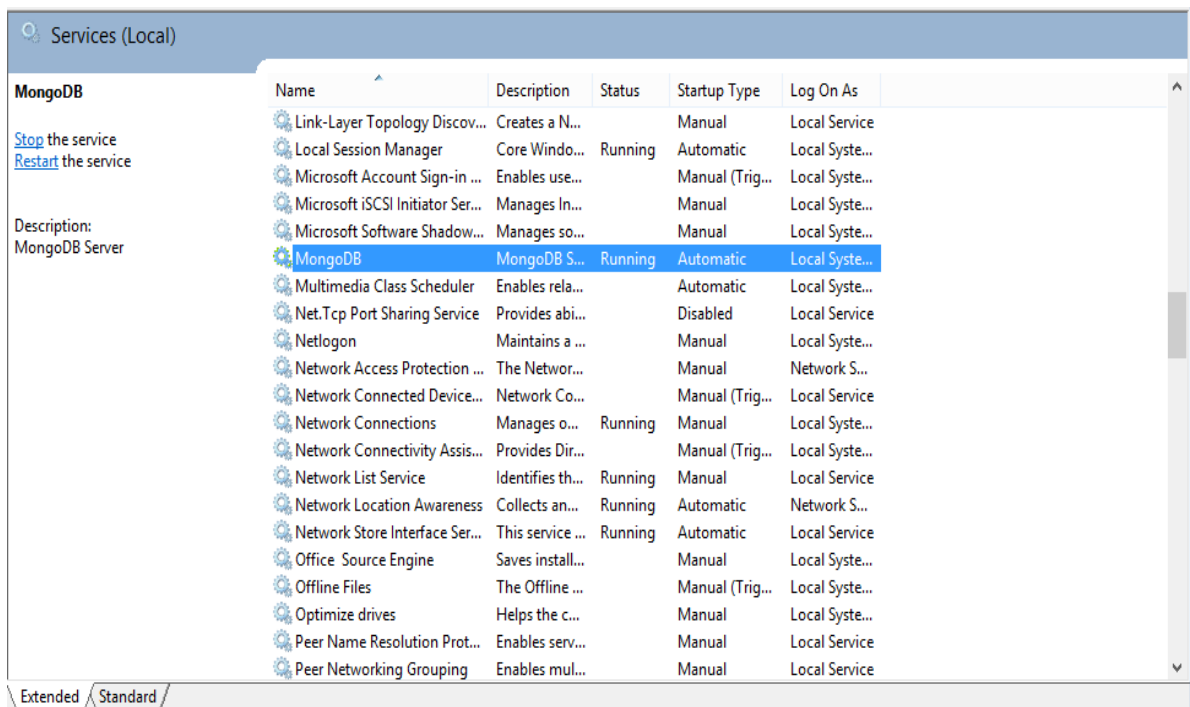 Services (Local)
MongoDB
Stop the service
Restart the service
Description:
MongoDB Server
Name Description Status Startup Type Log On As
Link-Layer Topology Discov... Creates a N... Manual Local Service
Local Session Manager Core Windo... Running Automatic Local Syste...
Microsoft Account Sign-in ... Enables use... Manual (Trig... Local Syste...
Microsoft iSCSI Initiator Ser... Manages In... Manual Local Syste...
Microsoft Software Shadow... Manages so... Manual Local Syste...
MongoDB MongoDB S... Running Automatic Local Syste...
Multimedia Class Scheduler Enables rela... Automatic Local Syste...
Net.Tcp Port Sharing Service Provides abi... Disabled Local Service
Netlogon Maintains a ... Manual Local Syste...
Network Access Protection ... The Networ... Manual Network S...
Network Connected Device... Network Co... Manual (Trig... Local Service
Network Connections Manages o... Running Manual Local Syste...
Network Connectivity Assis... Provides Dir... Manual (Trig... Local Syste...
Network List Service Identifies th... Running Manual Local Service
Network Location Awareness Collects an... Running Automatic Network S...
Network Store Interface Ser... This service ... Running Automatic Local Service
Office Source Engine Saves install... Manual Local Syste...
Offline Files The Offline ... Manual (Trig... Local Syste...
Optimize drives Helps the c... Manual Local Syste...
Peer Name Resolution Prot... Enables serv... Manual Local Service
Peer Networking Grouping Enables mul... Manual Local Service
Extended Standard